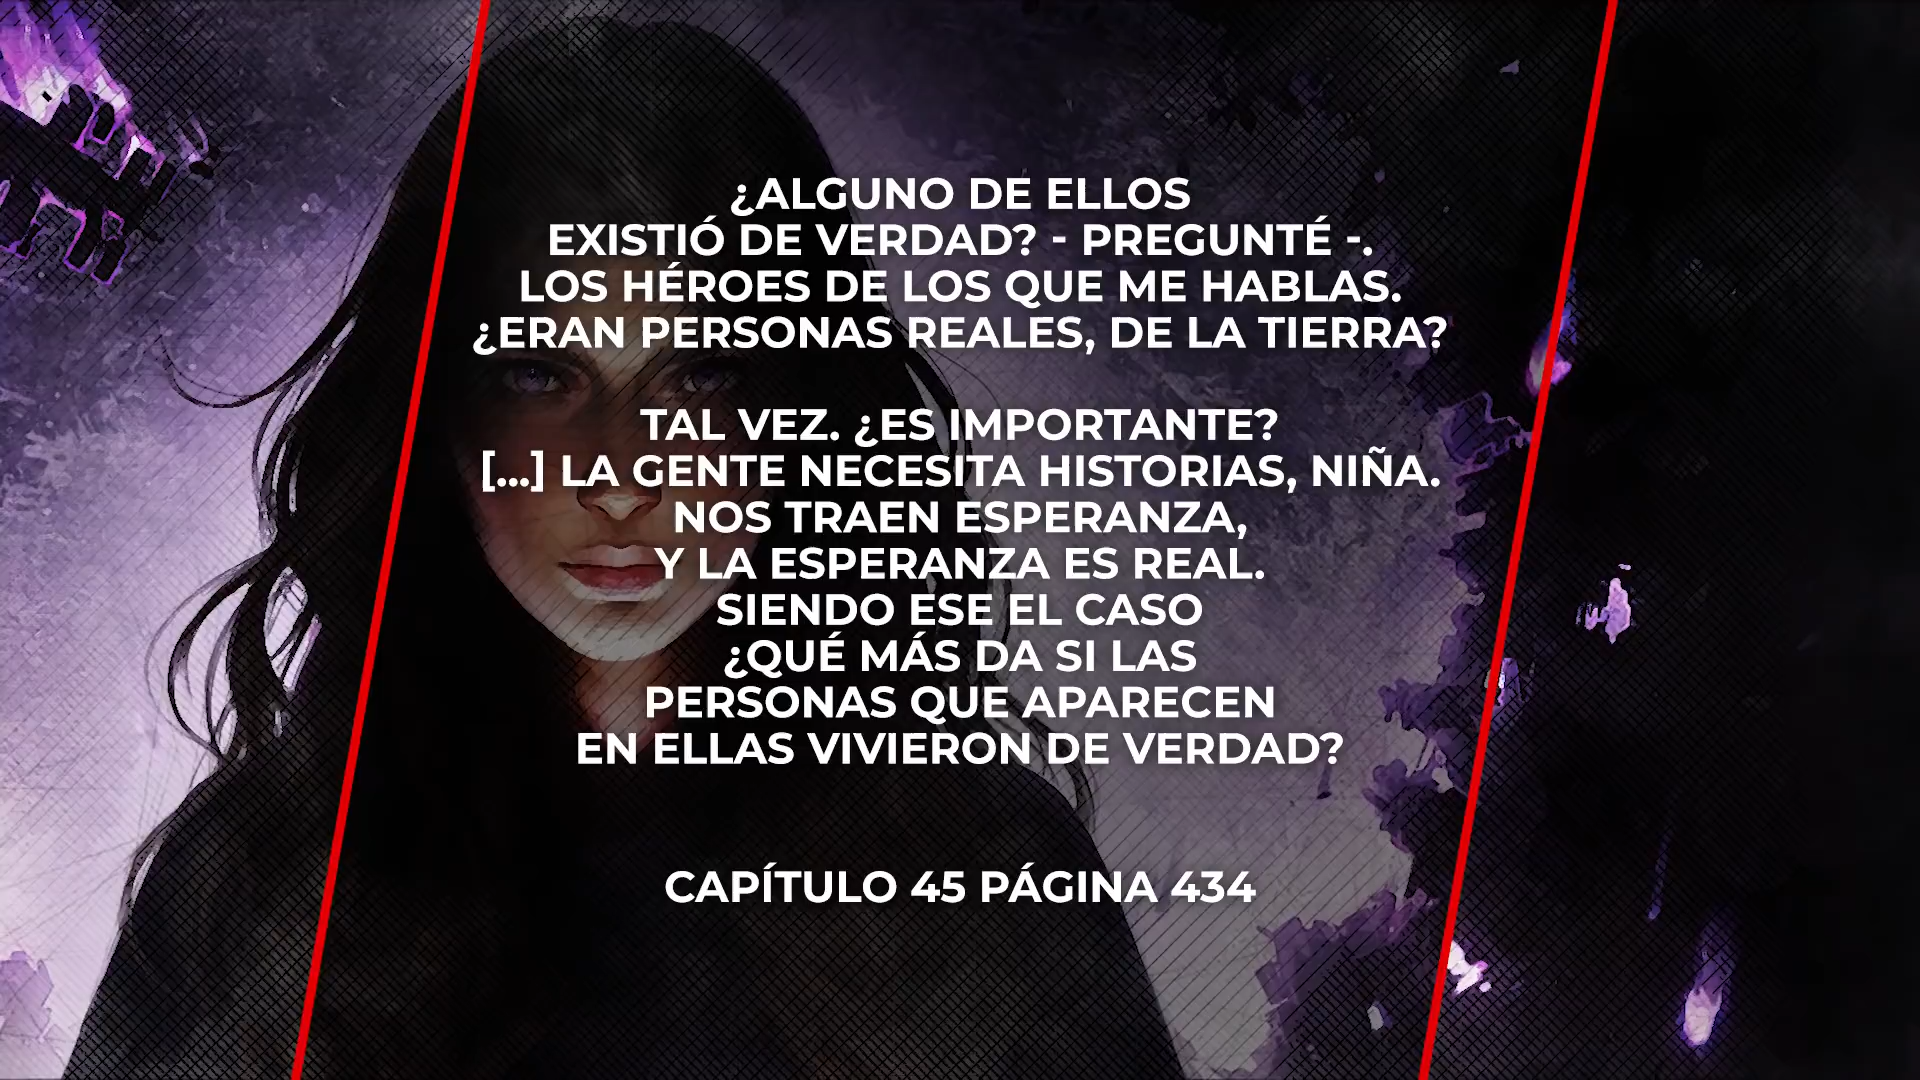 ¿ALGUNO DE ELLOS
EXISTIÓ DE VERDAD? - PREGUNTÉ -.
LOS HÉROES DE LOS QUE ME HABLAS.
¿ERAN PERSONAS REALES, DE LA TIERRA?
TAL VEZ. ¿ES IMPORTANTE?
[...] LA GENTE NECESITA HISTORIAS, NIÑA.
NOS TRAEN ESPERANZA,
Y LA ESPERANZA ES REAL.
SIENDO ESE EL CASO
¿QUÉ MÁS DA SI LAS
PERSONAS QUE APARECEN
EN ELLAS VIVIERON DE VERDAD?
CAPÍTULO 45 PÁGINA 434